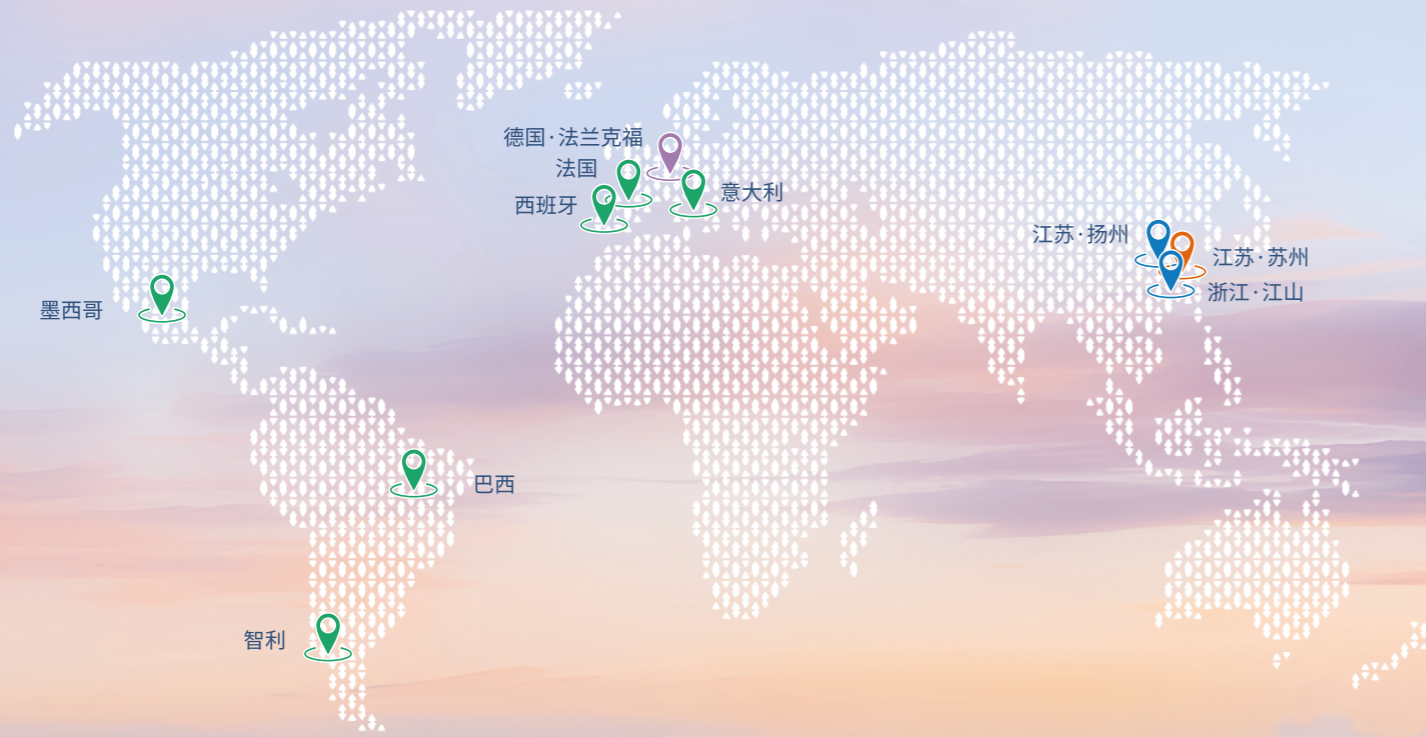 德国·法兰克福
法国
意大利
西班牙
江苏·扬州
江苏·苏州
浙江·江山
墨西哥
巴西
智利